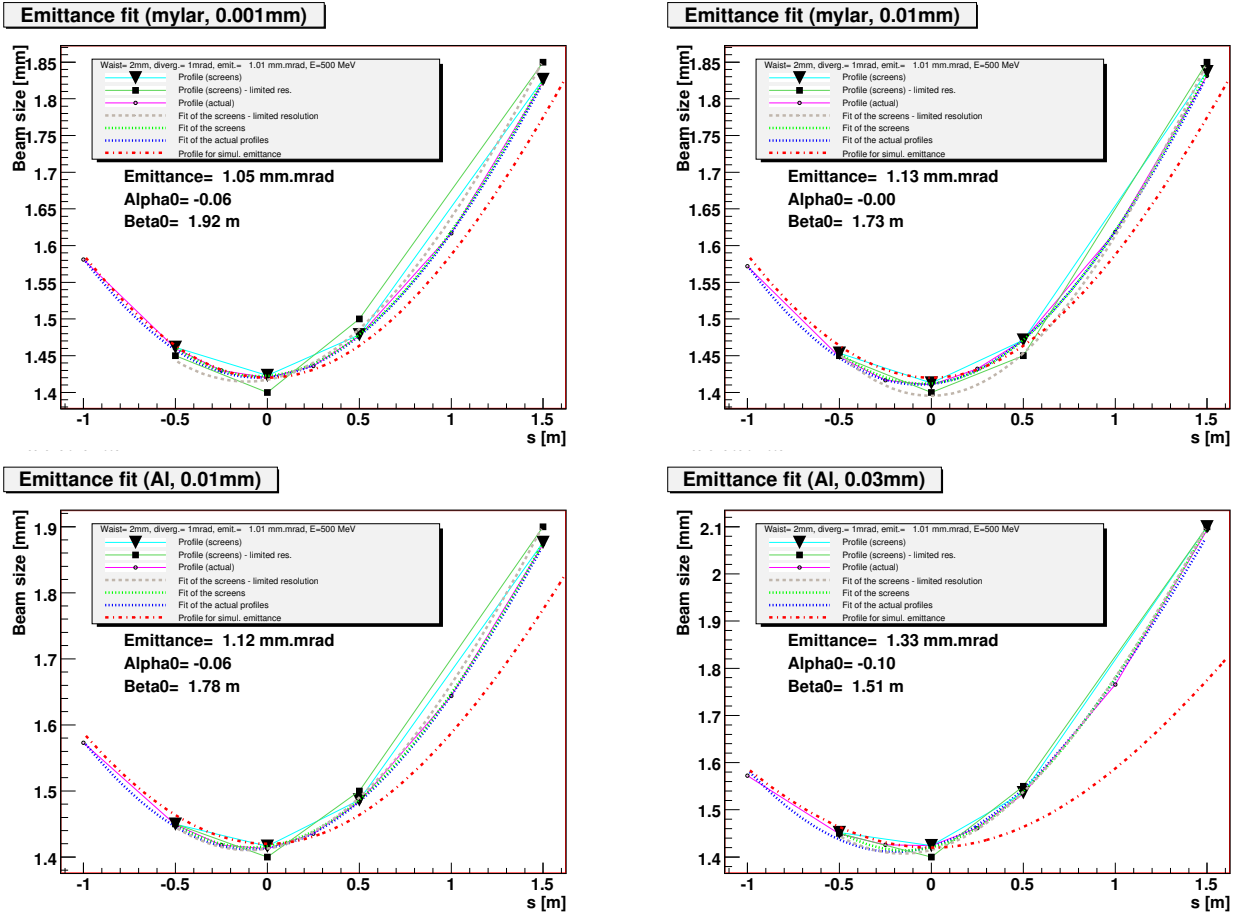 Emittance fit (mylar, 0.001mm)
Beam size [mm]
1.85
1.8
1.75
1.7
1.65
1.6
1.55
1.5
1.45
1.4
Waist= 2mm, diverg.= 1mrad, emit.= 1.01 mm.mrad, E=500 MeV
Profile (screens)
Profile (screens) - limited res.
Profile (actual)
Fit of the screens - limited resolution
Fit of the screens
Fit of the actual profiles
Profile for simul. emittance
Emittance= 1.05 mm.mrad
Alpha0= -0.06
Beta0= 1.92 m
-1 -0.5 0 0.5 1 1.5
s [m]
Emittance fit (mylar, 0.01mm)
Beam size [mm]
1.85
1.8
1.75
1.7
1.65
1.6
1.55
1.5
1.45
1.4
Waist= 2mm, diverg.= 1mrad, emit.= 1.01 mm.mrad, E=500 MeV
Profile (screens)
Profile (screens) - limited res.
Profile (actual)
Fit of the screens - limited resolution
Fit of the screens
Fit of the actual profiles
Profile for simul. emittance
Emittance= 1.13 mm.mrad
Alpha0= -0.00
Beta0= 1.73 m
-1 -0.5 0 0.5 1 1.5
s [m]
Emittance fit (Al, 0.01mm)
Beam size [mm]
1.9
1.8
1.7
1.6
1.5
1.4
Waist= 2mm, diverg.= 1mrad, emit.= 1.01 mm.mrad, E=500 MeV
Profile (screens)
Profile (screens) - limited res.
Profile (actual)
Fit of the screens - limited resolution
Fit of the screens
Fit of the actual profiles
Profile for simul. emittance
Emittance= 1.12 mm.mrad
Alpha0= -0.06
Beta0= 1.78 m
-1 -0.5 0 0.5 1 1.5
s [m]
Emittance fit (Al, 0.03mm)
Beam size [mm]
2.1
2
1.9
1.8
1.7
1.6
1.5
1.4
Waist= 2mm, diverg.= 1mrad, emit.= 1.01 mm.mrad, E=500 MeV
Profile (screens)
Profile (screens) - limited res.
Profile (actual)
Fit of the screens - limited resolution
Fit of the screens
Fit of the actual profiles
Profile for simul. emittance
Emittance= 1.33 mm.mrad
Alpha0= -0.10
Beta0= 1.51 m
-1 -0.5 0 0.5 1 1.5
s [m]